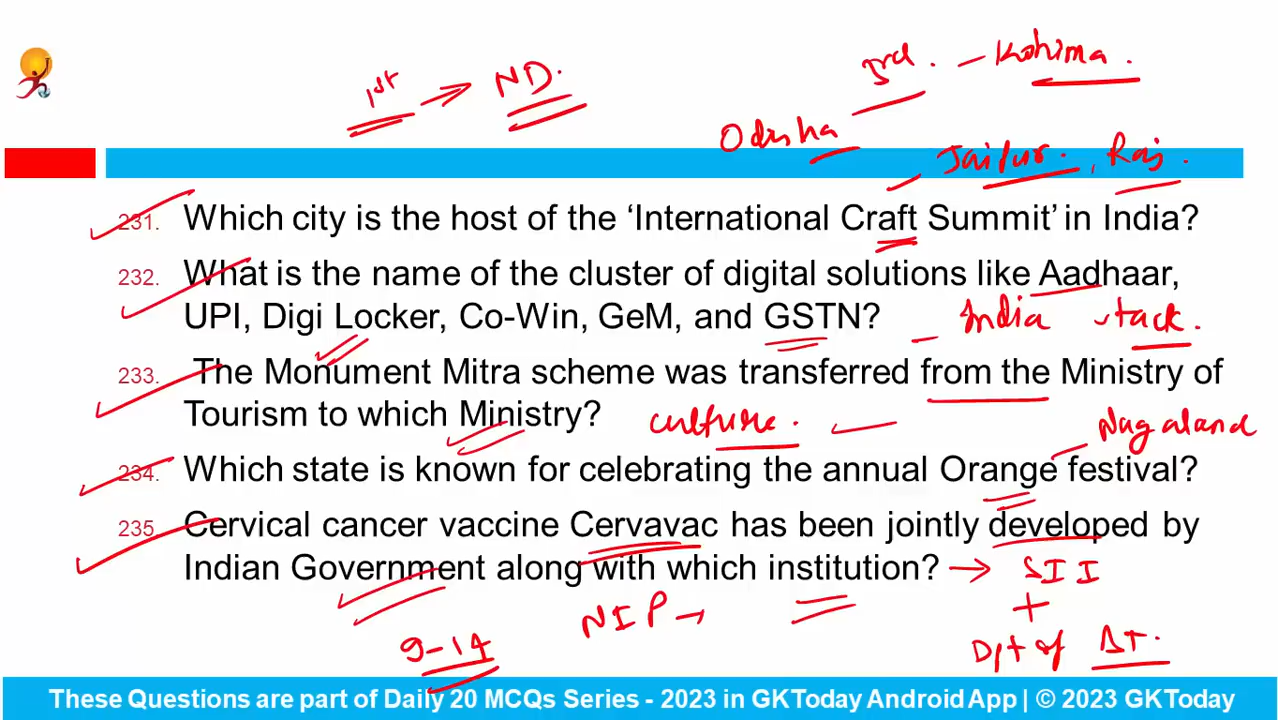 1st → ND.
3rd. – Kohima.
Odisha
– Jaipur. , Raj.
231. Which city is the host of the ‘International Craft Summit’ in India?
232. What is the name of the cluster of digital solutions like Aadhaar,
UPI, Digi Locker, Co-Win, GeM, and GSTN?
– India stack.
233. The Monument Mitra scheme was transferred from the Ministry of
Tourism to which Ministry?
culture.
Nagaland
234. Which state is known for celebrating the annual Orange festival?
235. Cervical cancer vaccine Cervavac has been jointly developed by
Indian Government along with which institution?
→ SII
+
Dpt of BT.
NIP →
9-14
These Questions are part of Daily 20 MCQs Series - 2023 in GKToday Android App | © 2023 GKToday